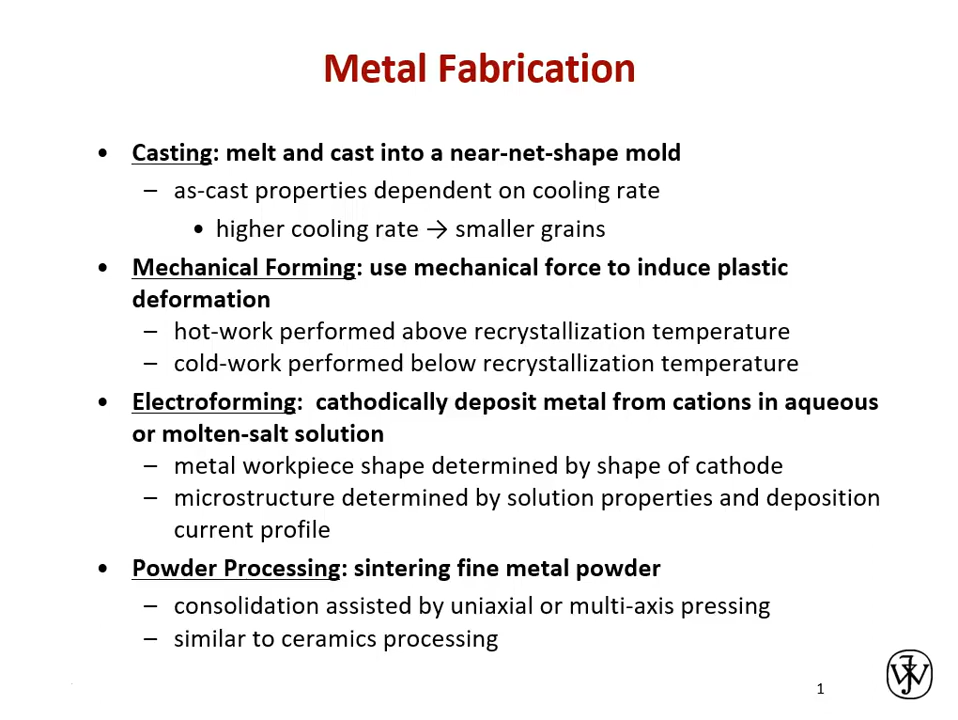 Metal Fabrication
• Casting: melt and cast into a near-net-shape mold
– as-cast properties dependent on cooling rate
• higher cooling rate → smaller grains
• Mechanical Forming: use mechanical force to induce plastic
deformation
– hot-work performed above recrystallization temperature
– cold-work performed below recrystallization temperature
• Electroforming:  cathodically deposit metal from cations in aqueous
or molten-salt solution
– metal workpiece shape determined by shape of cathode
– microstructure determined by solution properties and deposition
current profile
• Powder Processing: sintering fine metal powder
– consolidation assisted by uniaxial or multi-axis pressing
– similar to ceramics processing
1
JW